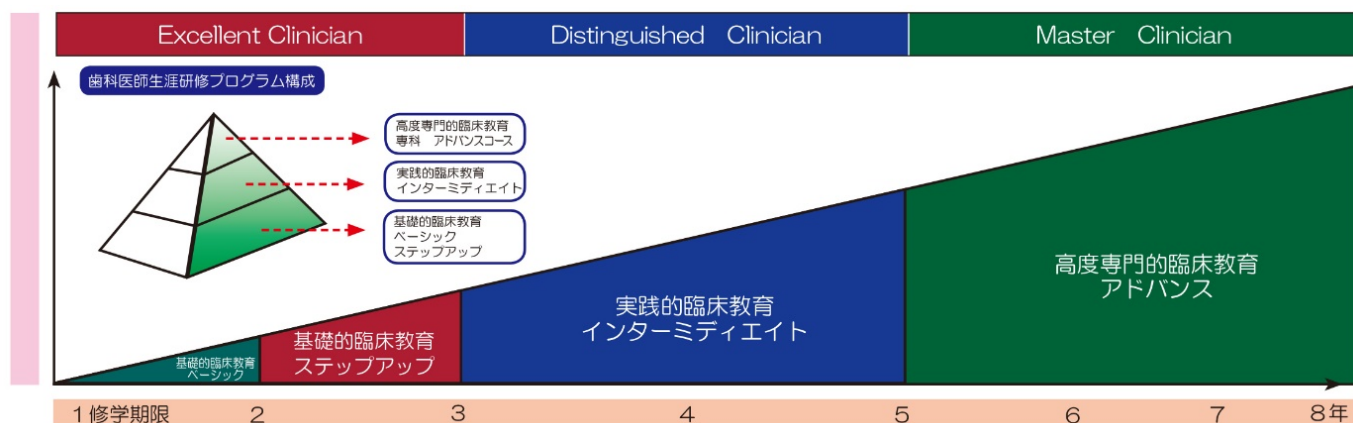 Excellent Clinician
Distinguished Clinician
Master Clinician
歯科医師生涯研修プログラム構成
高度専門的臨床教育
専科 アドバンスコース
実践的臨床教育
インターミディエイト
基礎的臨床教育
ベーシック
ステップアップ
基礎的臨床教育
ベーシック
基礎的臨床教育
ステップアップ
実践的臨床教育
インターミディエイト
高度専門的臨床教育
アドバンス
1修学期限 2 3 4 5 6 7 8年